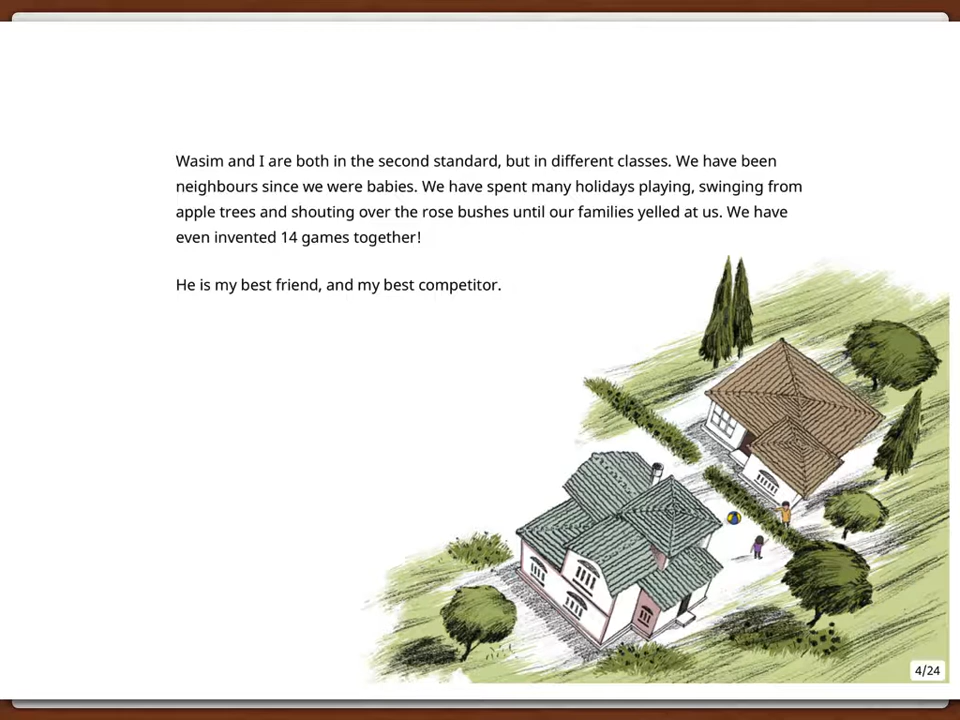 Wasim and I are both in the second standard, but in different classes. We have been
neighbours since we were babies. We have spent many holidays playing, swinging from
apple trees and shouting over the rose bushes until our families yelled at us. We have
even invented 14 games together!
He is my best friend, and my best competitor.
4/24